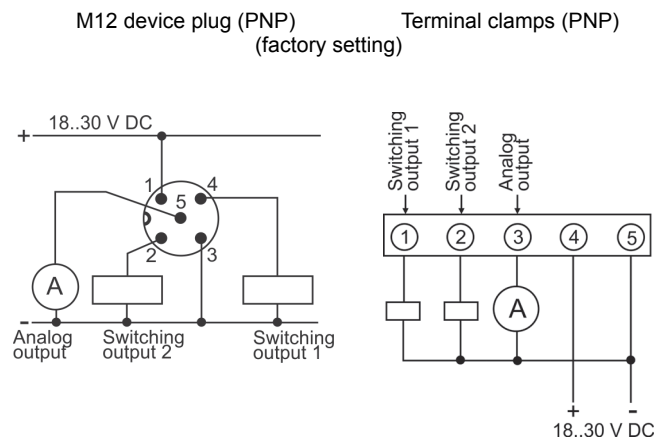 M12 device plug (PNP)
Terminal clamps (PNP)
(factory setting)
+ 18..30 V DC
1
4
5
2
3
A
-
Analog
output
Switching
output 2
Switching
output 1
Switching
output 1
Switching
output 2
Analog
output
1 2 3 4 5
A
+ -
18..30 V DC